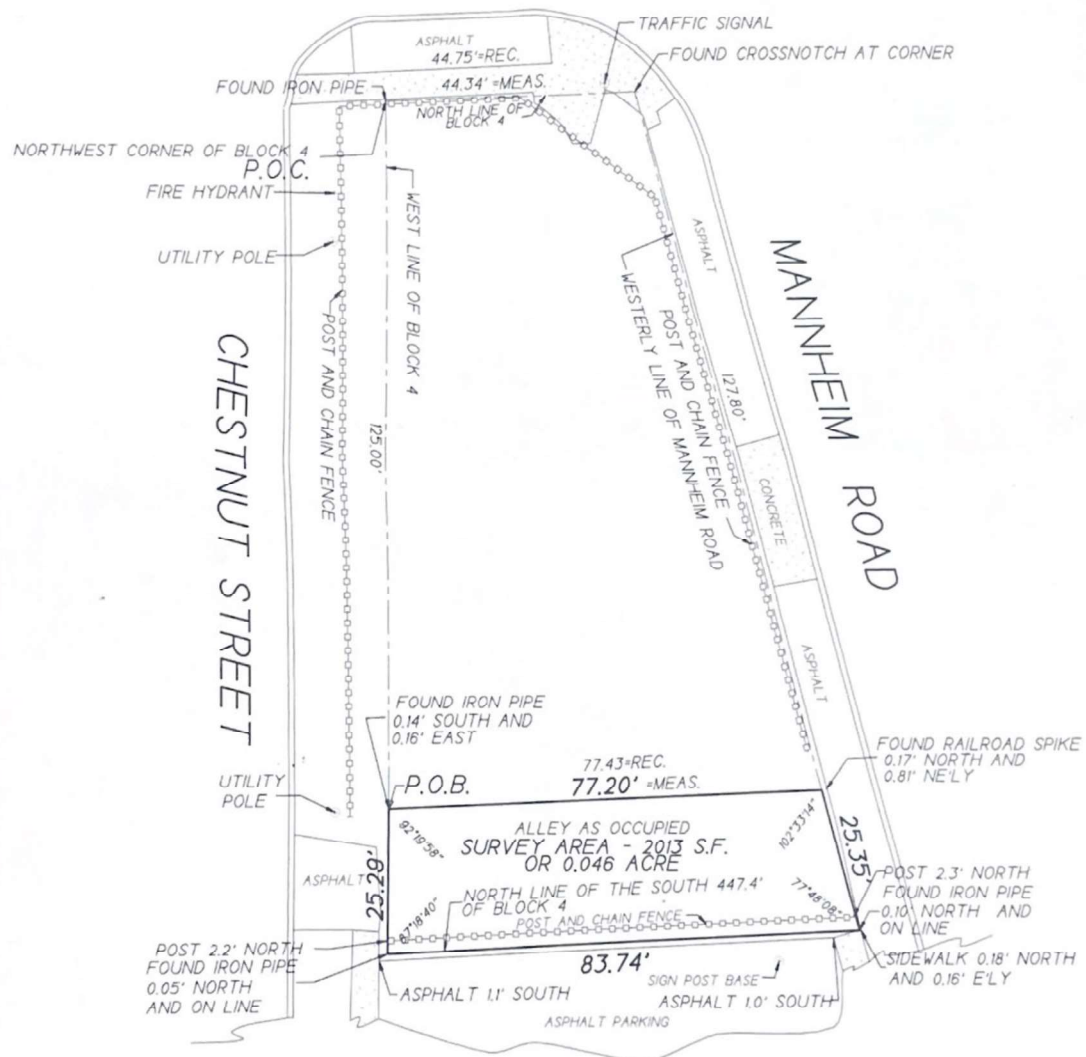 ASPHALT
44.75'=REC.
TRAFFIC SIGNAL
FOUND CROSSNOTCH AT CORNER
FOUND IRON PIPE
44.34' =MEAS.
NORTH LINE OF
BLOCK 4
NORTHWEST CORNER OF BLOCK 4
P.O.C.
FIRE HYDRANT
UTILITY POLE
WEST LINE OF BLOCK 4
POST AND CHAIN FENCE
125.00'
CHESTNUT STREET
ASPHALT
MANNHEIM ROAD
POST AND CHAIN FENCE
WESTERLY LINE OF MANNHEIM ROAD
127.80'
CONCRETE
ASPHALT
FOUND IRON PIPE
0.14' SOUTH AND
0.16' EAST
UTILITY
POLE
P.O.B.
77.43=REC.
77.20' =MEAS.
FOUND RAILROAD SPIKE
0.17' NORTH AND
0.81' NE'LY
92°19'58"
ALLEY AS OCCUPIED
SURVEY AREA - 2013 S.F.
OR 0.046 ACRE
102°33'14"
25.35'
ASPHALT
25.29'
87°18'40"
NORTH LINE OF THE SOUTH 447.4'
OF BLOCK 4
POST AND CHAIN FENCE
77°48'08"
POST 2.3' NORTH
FOUND IRON PIPE
0.10' NORTH AND
ON LINE
POST 2.2' NORTH
FOUND IRON PIPE
0.05' NORTH
AND ON LINE
83.74'
SIDEWALK 0.18' NORTH
AND 0.16' E'LY
ASPHALT 1.1' SOUTH
SIGN POST BASE
ASPHALT 1.0' SOUTH
ASPHALT PARKING